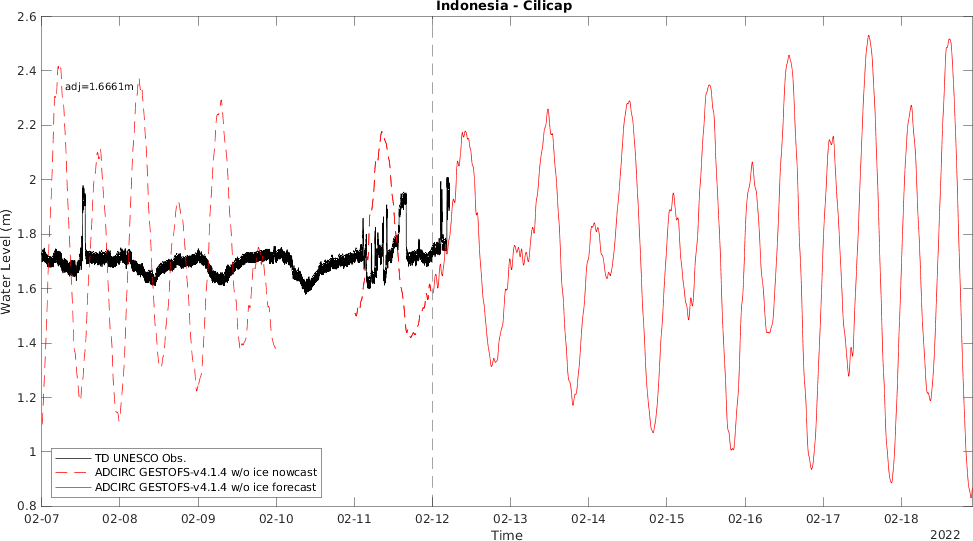 Indonesia - Cilicap
Water Level (m)
2.6
2.4
2.2
2
1.8
1.6
1.4
1.2
1
0.8
adj=1.6661m
TD UNESCO Obs.
ADCIRC GESTOFS-v4.1.4 w/o ice nowcast
ADCIRC GESTOFS-v4.1.4 w/o ice forecast
02-07 02-08 02-09 02-10 02-11 02-12 02-13 02-14 02-15 02-16 02-17 02-18
Time
2022